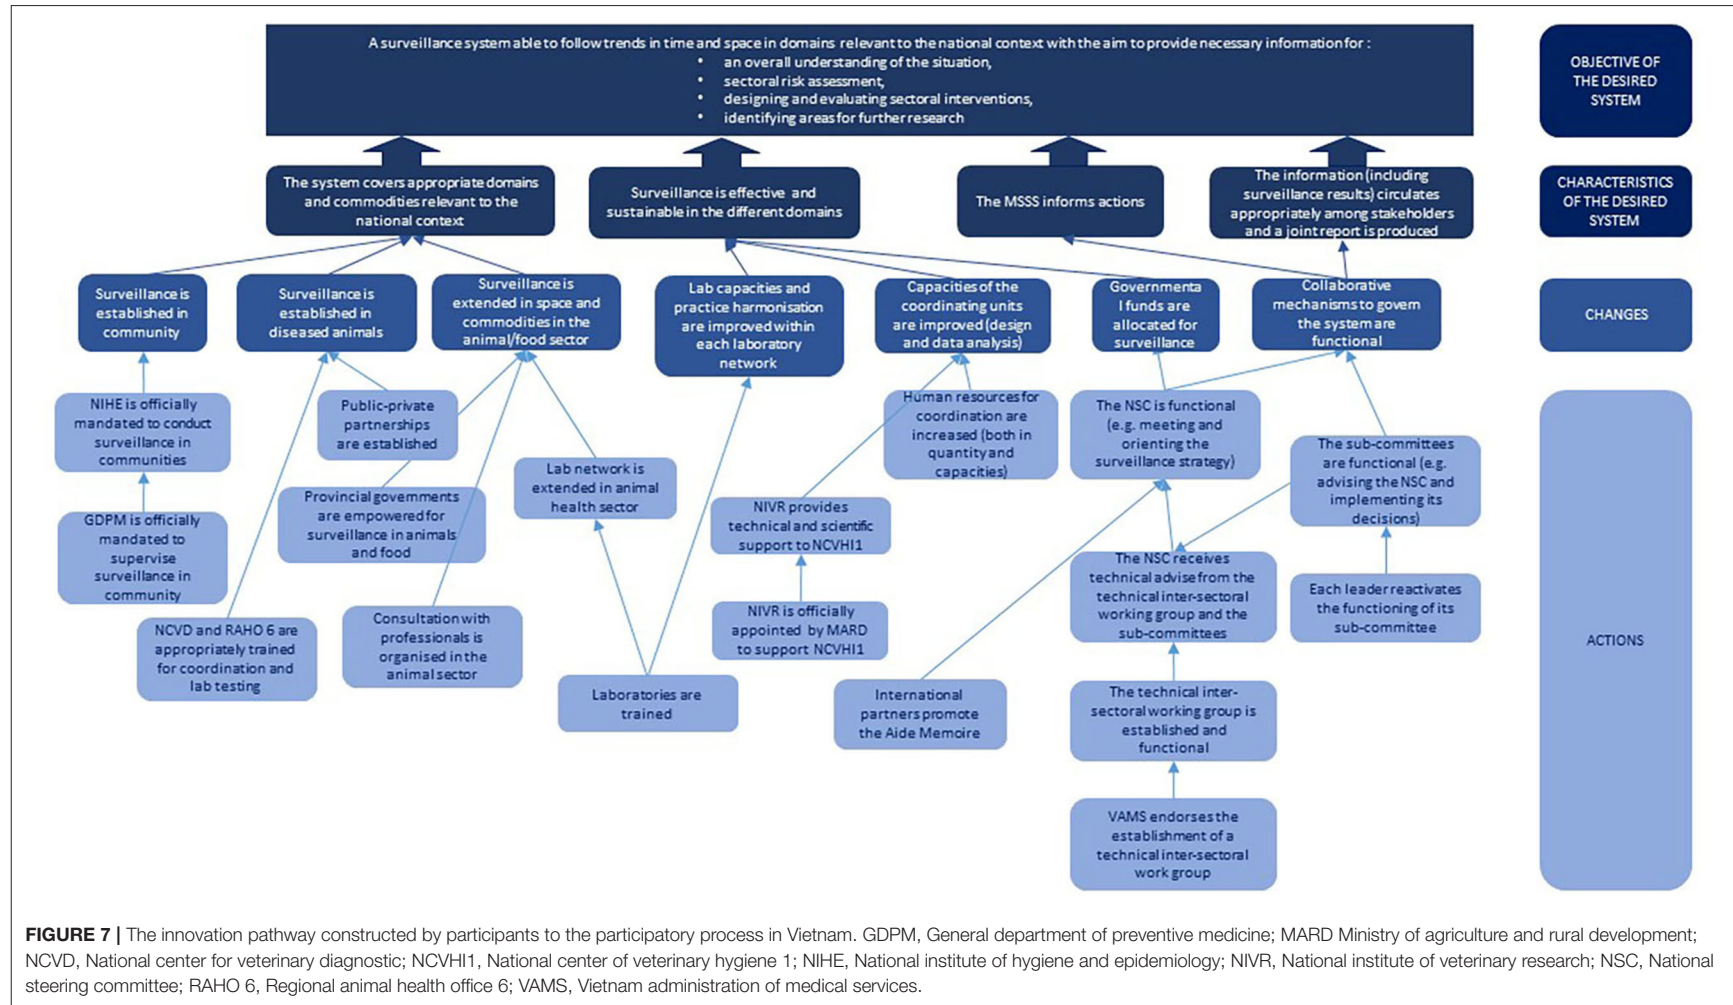 A surveillance system able to follow trends in time and space in domains relevant to the national context with the aim to provide necessary information for :
• an overall understanding of the situation,
• sectoral risk assessment,
• designing and evaluating sectoral interventions,
• identifying areas for further research
OBJECTIVE OF
THE DESIRED
SYSTEM
The system covers appropriate domains
and commodities relevant to the
national context
Surveillance is effective and
sustainable in the different domains
The MSSS informs actions
The information (including
surveillance results) circulates
appropriately among stakeholders
and a joint report is produced
CHARACTERISTICS
OF THE DESIRED
SYSTEM
Surveillance is
established in
community
Surveillance is
established in
diseased animals
Surveillance is
extended in space and
commodities in the
animal/food sector
Lab capacities and
practice harmonisation
are improved within
each laboratory
network
Capacities of the
coordinating units
are improved (design
and data analysis)
Governmenta
l funds are
allocated for
surveillance
Collaborative
mechanisms to govern
the system are
functional
CHANGES
NIHE is officially
mandated to conduct
surveillance in
communities
Public-private
partnerships
are established
Human resources for
coordination are
increased (both in
quantity and
capacities)
The NSC is functional
(e.g. meeting and
orienting the
surveillance strategy)
The sub-committees
are functional (e.g.
advising the NSC and
implementing its
decisions)
Lab network is
extended in animal
health sector
Provincial governments
are empowered for
surveillance in animals
and food
NIVR provides
technical and scientific
support to NCVHI1
GDPM is officially
mandated to
supervise
surveillance in
community
The NSC receives
technical advise from the
technical inter-sectoral
working group and the
sub-committees
Each leader reactivates
the functioning of its
sub-committee
NCVD and RAHO 6 are
appropriately trained
for coordination and
lab testing
Consultation with
professionals is
organised in the
animal sector
NIVR is officially
appointed by MARD
to support NCVHI1
ACTIONS
Laboratories are
trained
International
partners promote
the Aide Memoire
The technical inter-
sectoral working group is
established and
functional
VAMS endorses the
establishment of a
technical inter-sectoral
work group
FIGURE 7 | The innovation pathway constructed by participants to the participatory process in Vietnam. GDPM, General department of preventive medicine; MARD Ministry of agriculture and rural development;
NCVD, National center for veterinary diagnostic; NCVHI1, National center of veterinary hygiene 1; NIHE, National institute of hygiene and epidemiology; NIVR, National institute of veterinary research; NSC, National
steering committee; RAHO 6, Regional animal health office 6; VAMS, Vietnam administration of medical services.